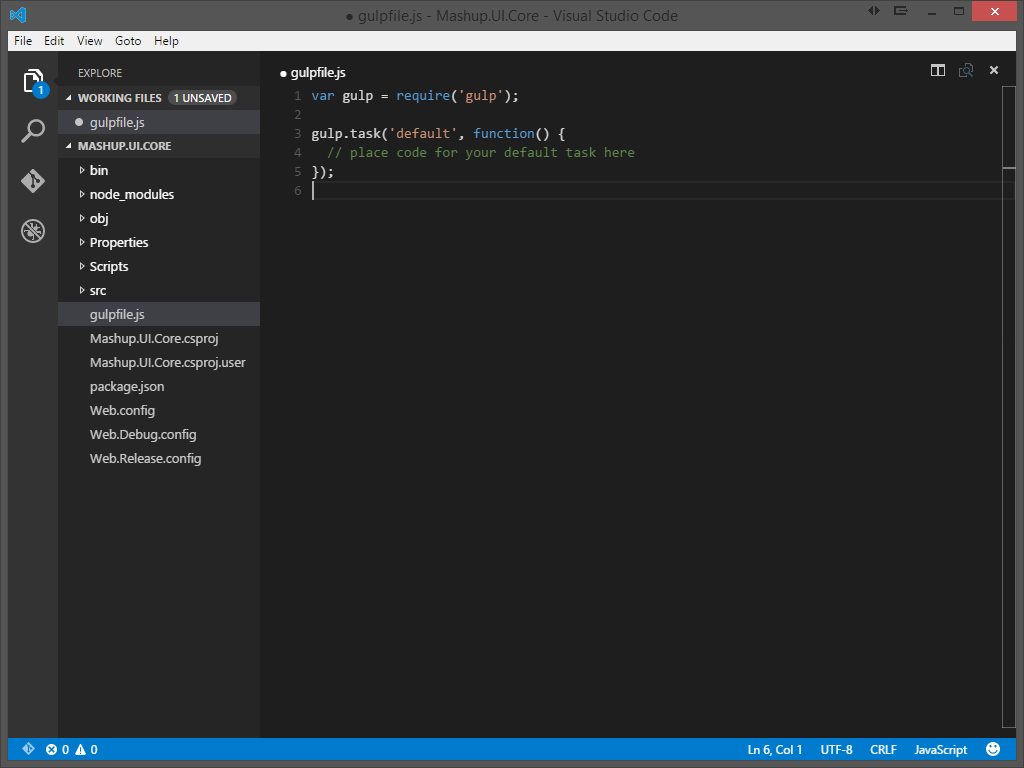 ● gulpfile.js - Mashup.UI.Core - Visual Studio Code
File Edit View Goto Help
1
EXPLORE
WORKING FILES 1 UNSAVED
gulpfile.js
MASHUP.UI.CORE
bin
node_modules
obj
Properties
Scripts
src
gulpfile.js
Mashup.UI.Core.csproj
Mashup.UI.Core.csproj.user
package.json
Web.config
Web.Debug.config
Web.Release.config
● gulpfile.js
1 var gulp = require('gulp');
2
3 gulp.task('default', function() {
4   // place code for your default task here
5 });
6
0 0
Ln 6, Col 1 UTF-8 CRLF JavaScript